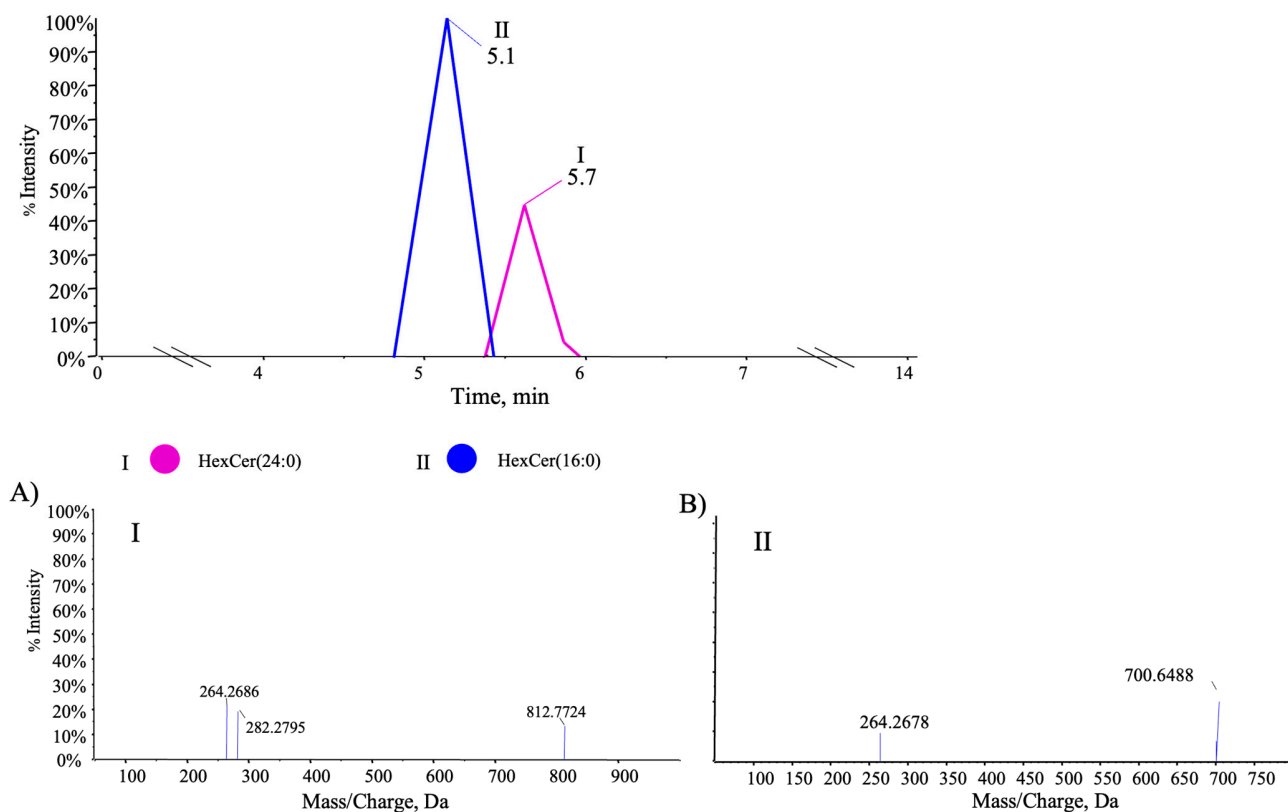 100%
90%
80%
70%
60%
50%
40%
30%
20%
10%
0%
% Intensity
II
5.1
I
5.7
0 4 5 6 7 14
Time, min
I HexCer(24:0) II HexCer(16:0)
A)
100%
90%
80%
70%
60%
50%
40%
30%
20%
10%
0%
% Intensity
I
264.2686
282.2795
812.7724
100 200 300 400 500 600 700 800 900
Mass/Charge, Da
B)
II
700.6488
264.2678
100 150 200 250 300 350 400 450 500 550 600 650 700 750
Mass/Charge, Da